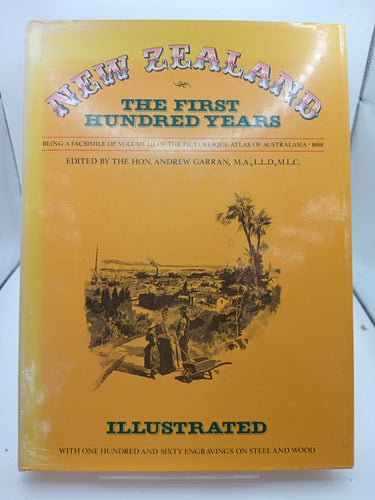 NEW ZEALAND
THE FIRST
HUNDRED YEARS
BEING A FACSIMILE OF VOLUME III OF THE PICTURESQUE ATLAS OF AUSTRALASIA · 1888
EDITED BY THE HON. ANDREW GARRAN, M.A., L.L.D., M.L.C.
ILLUSTRATED
WITH ONE HUNDRED AND SIXTY ENGRAVINGS ON STEEL AND WOOD